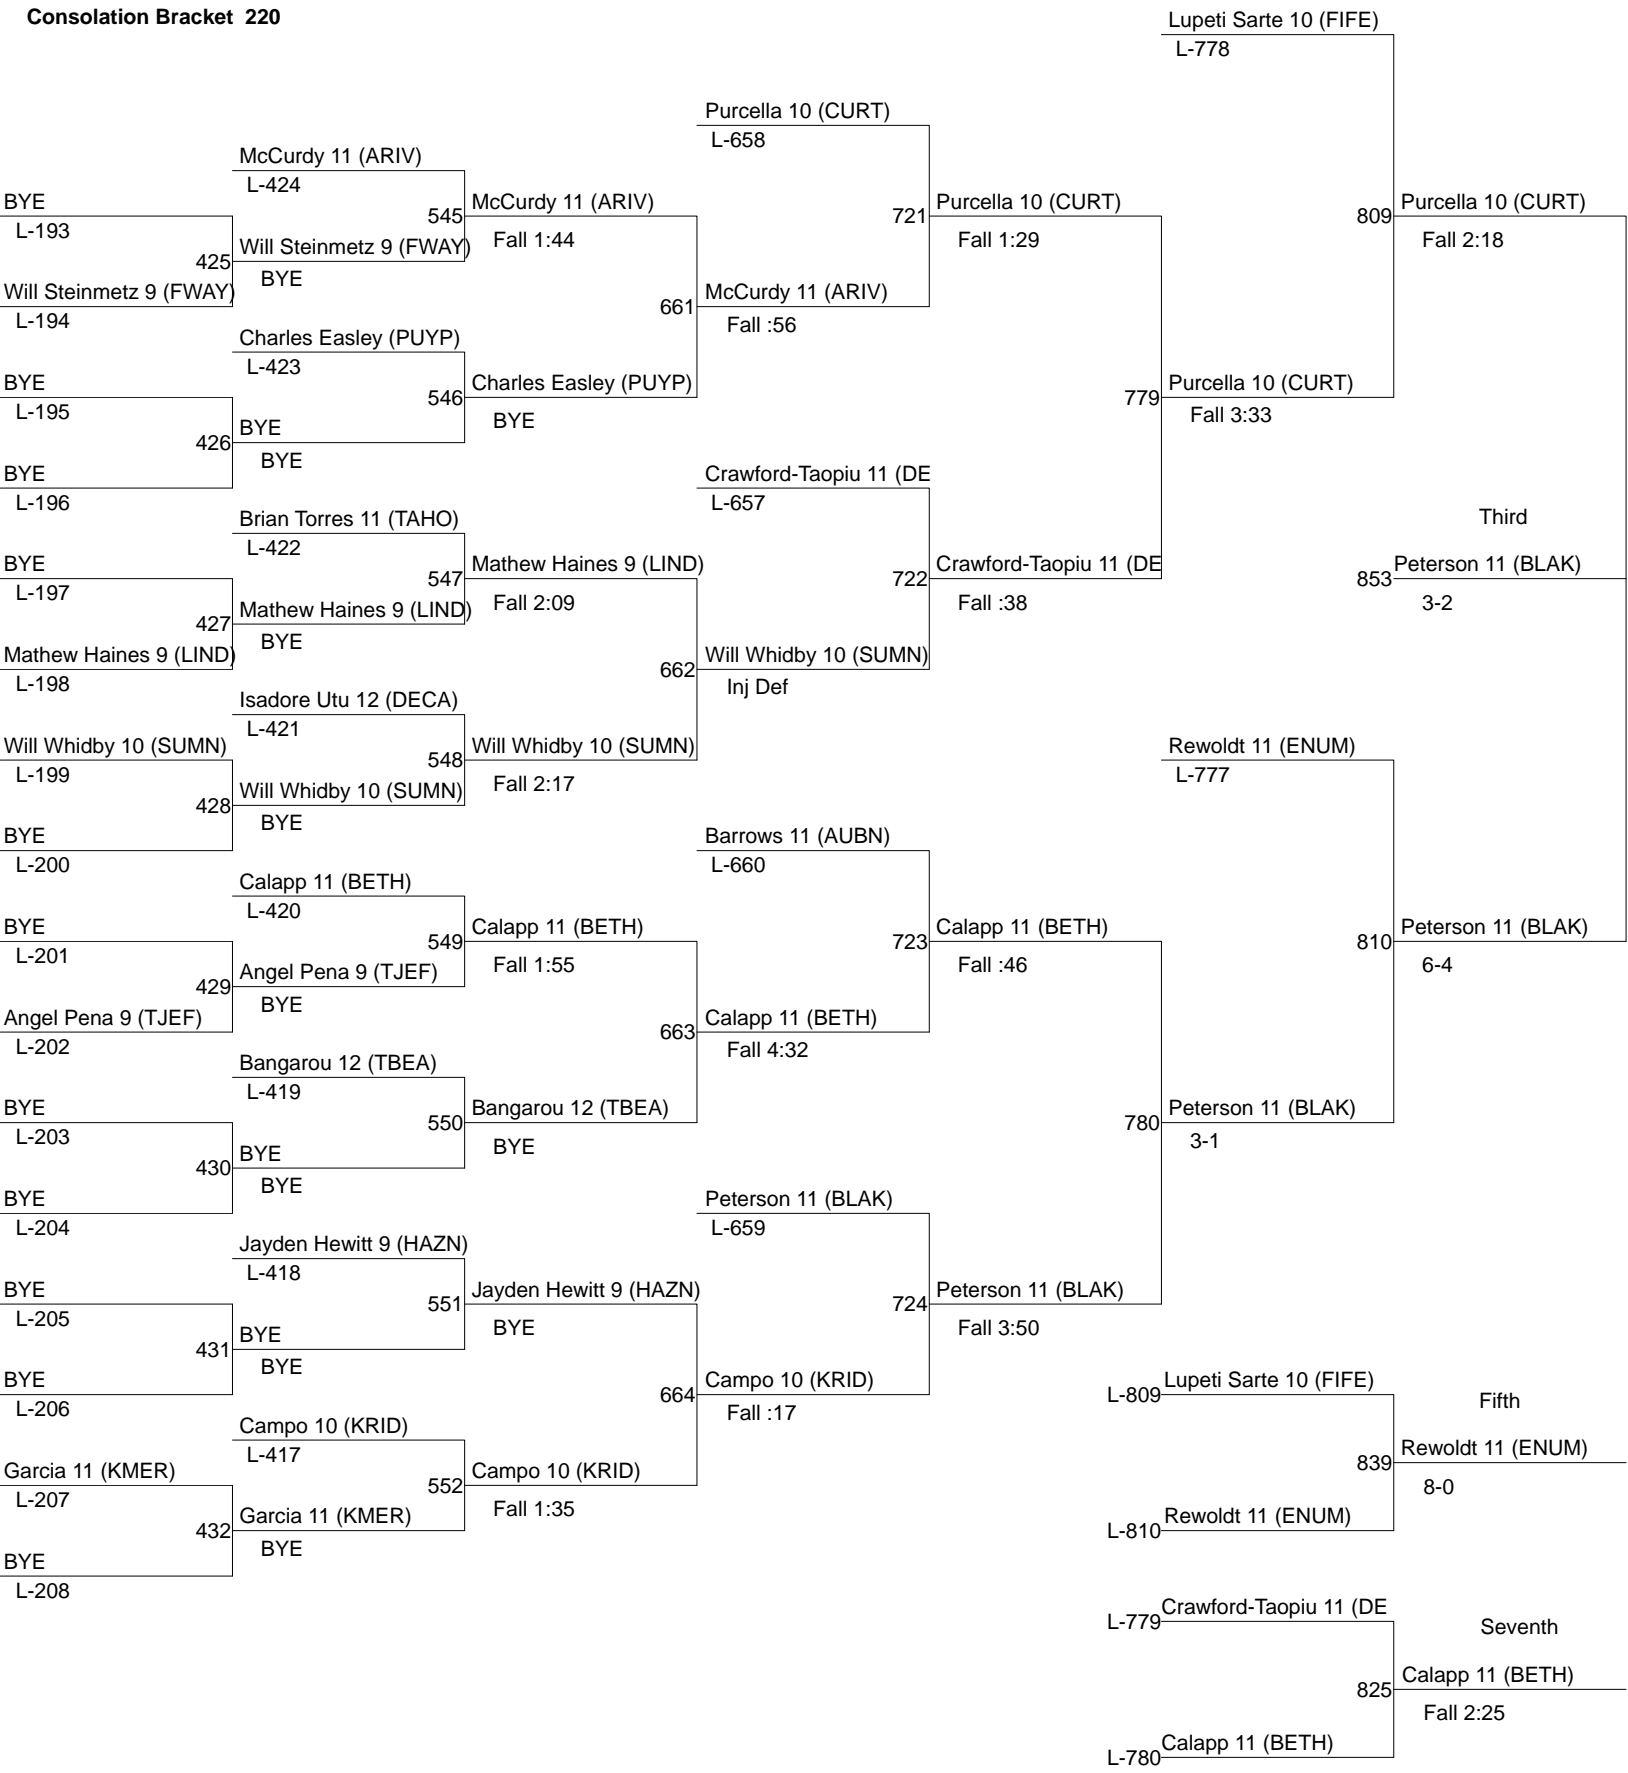 Consolation Bracket 220
BYE
L-193
Will Steinmetz 9 (FWAY)
L-194
BYE
L-195
BYE
L-196
BYE
L-197
Mathew Haines 9 (LIND)
L-198
Will Whidby 10 (SUMN)
L-199
BYE
L-200
BYE
L-201
Angel Pena 9 (TJEF)
L-202
BYE
L-203
BYE
L-204
BYE
L-205
BYE
L-206
Garcia 11 (KMER)
L-207
BYE
L-208
McCurdy 11 (ARIV)
L-424
425
Will Steinmetz 9 (FWAY)
BYE
Charles Easley (PUYP)
L-423
426
BYE
BYE
Brian Torres 11 (TAHO)
L-422
427
Mathew Haines 9 (LIND)
BYE
Isadore Utu 12 (DECA)
L-421
428
Will Whidby 10 (SUMN)
BYE
Calapp 11 (BETH)
L-420
429
Angel Pena 9 (TJEF)
BYE
Bangarou 12 (TBEA)
L-419
430
BYE
BYE
Jayden Hewitt 9 (HAZN)
L-418
431
BYE
BYE
Campo 10 (KRID)
L-417
432
Garcia 11 (KMER)
BYE
545
McCurdy 11 (ARIV)
Fall 1:44
546
Charles Easley (PUYP)
BYE
547
Mathew Haines 9 (LIND)
Fall 2:09
548
Will Whidby 10 (SUMN)
Fall 2:17
549
Calapp 11 (BETH)
Fall 1:55
550
Bangarou 12 (TBEA)
BYE
551
Jayden Hewitt 9 (HAZN)
BYE
552
Campo 10 (KRID)
Fall 1:35
Purcella 10 (CURT)
L-658
661
McCurdy 11 (ARIV)
Fall :56
Crawford-Taopiu 11 (DE
L-657
662
Will Whidby 10 (SUMN)
Inj Def
Barrows 11 (AUBN)
L-660
663
Calapp 11 (BETH)
Fall 4:32
Peterson 11 (BLAK)
L-659
664
Campo 10 (KRID)
Fall :17
721
Purcella 10 (CURT)
Fall 1:29
722
Crawford-Taopiu 11 (DE
Fall :38
723
Calapp 11 (BETH)
Fall :46
724
Peterson 11 (BLAK)
Fall 3:50
Lupeti Sarte 10 (FIFE)
L-778
779
Purcella 10 (CURT)
Fall 3:33
Rewoldt 11 (ENUM)
L-777
780
Peterson 11 (BLAK)
3-1
809
Purcella 10 (CURT)
Fall 2:18
810
Peterson 11 (BLAK)
6-4
Third
853
Peterson 11 (BLAK)
3-2
L-809
Lupeti Sarte 10 (FIFE)
L-810
Rewoldt 11 (ENUM)
Fifth
839
Rewoldt 11 (ENUM)
8-0
L-779
Crawford-Taopiu 11 (DE
L-780
Calapp 11 (BETH)
Seventh
825
Calapp 11 (BETH)
Fall 2:25